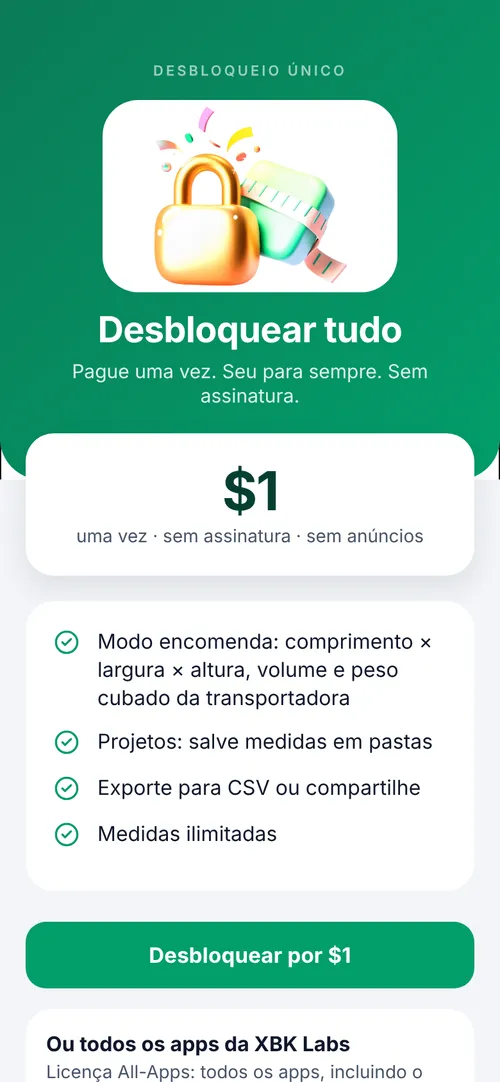 DESBLOQUEIO ÚNICO
Desbloquear tudo
Pague uma vez. Seu para sempre. Sem
assinatura.
$1
uma vez · sem assinatura · sem anúncios
Modo encomenda: comprimento ×
largura × altura, volume e peso
cubado da transportadora
Projetos: salve medidas em pastas
Exporte para CSV ou compartilhe
Medidas ilimitadas
Desbloquear por $1
Ou todos os apps da XBK Labs
Licença All-Apps: todos os apps, incluindo o